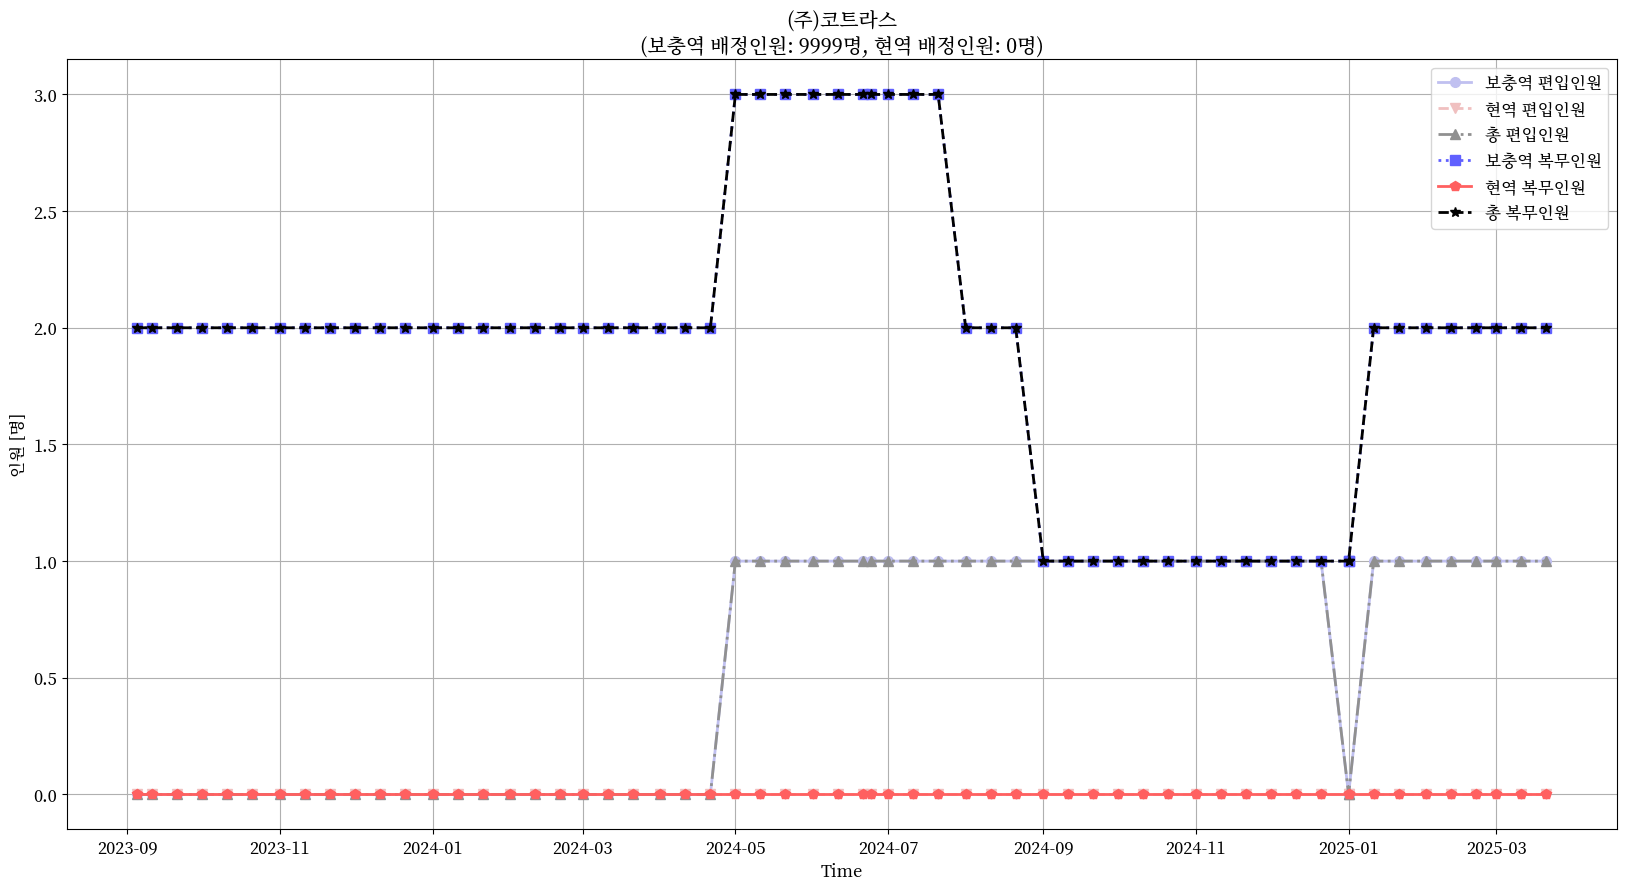 (주)코트라스
(보충역 배정인원: 9999명, 현역 배정인원: 0명)
보충역 편입인원
현역 편입인원
총 편입인원
보충역 복무인원
현역 복무인원
총 복무인원
3.0
2.5
2.0
1.5
1.0
0.5
0.0
인원 [명]
2023-09
2023-11
2024-01
2024-03
2024-05
2024-07
2024-09
2024-11
2025-01
2025-03
Time